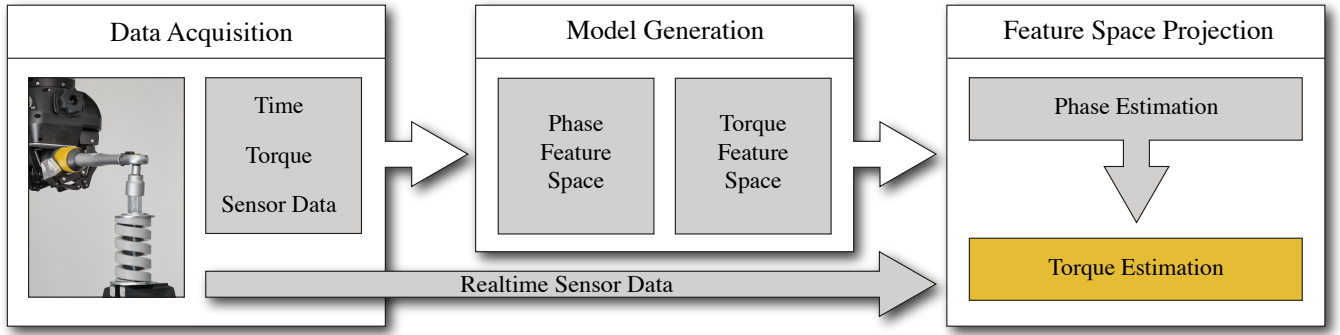 Data Acquisition
Time
Torque
Sensor Data
Model Generation
Phase
Feature
Space
Torque
Feature
Space
Realtime Sensor Data
Feature Space Projection
Phase Estimation
Torque Estimation